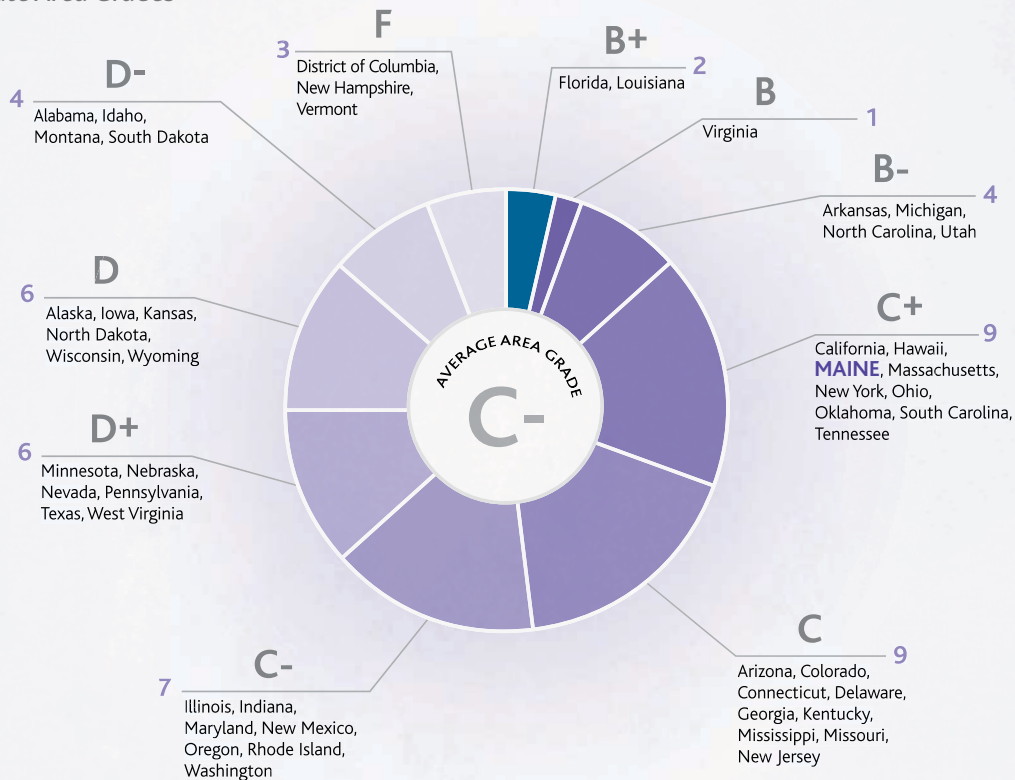 F
3
District of Columbia,
New Hampshire,
Vermont
B+
2
Florida, Louisiana
B
1
Virginia
B-
4
Arkansas, Michigan,
North Carolina, Utah
C+
9
California, Hawaii,
MAINE, Massachusetts,
New York, Ohio,
Oklahoma, South Carolina,
Tennessee
C
9
Arizona, Colorado,
Connecticut, Delaware,
Georgia, Kentucky,
Mississippi, Missouri,
New Jersey
C-
7
Illinois, Indiana,
Maryland, New Mexico,
Oregon, Rhode Island,
Washington
D+
6
Minnesota, Nebraska,
Nevada, Pennsylvania,
Texas, West Virginia
D
6
Alaska, Iowa, Kansas,
North Dakota,
Wisconsin, Wyoming
D-
4
Alabama, Idaho,
Montana, South Dakota
AVERAGE AREA GRADE
C-